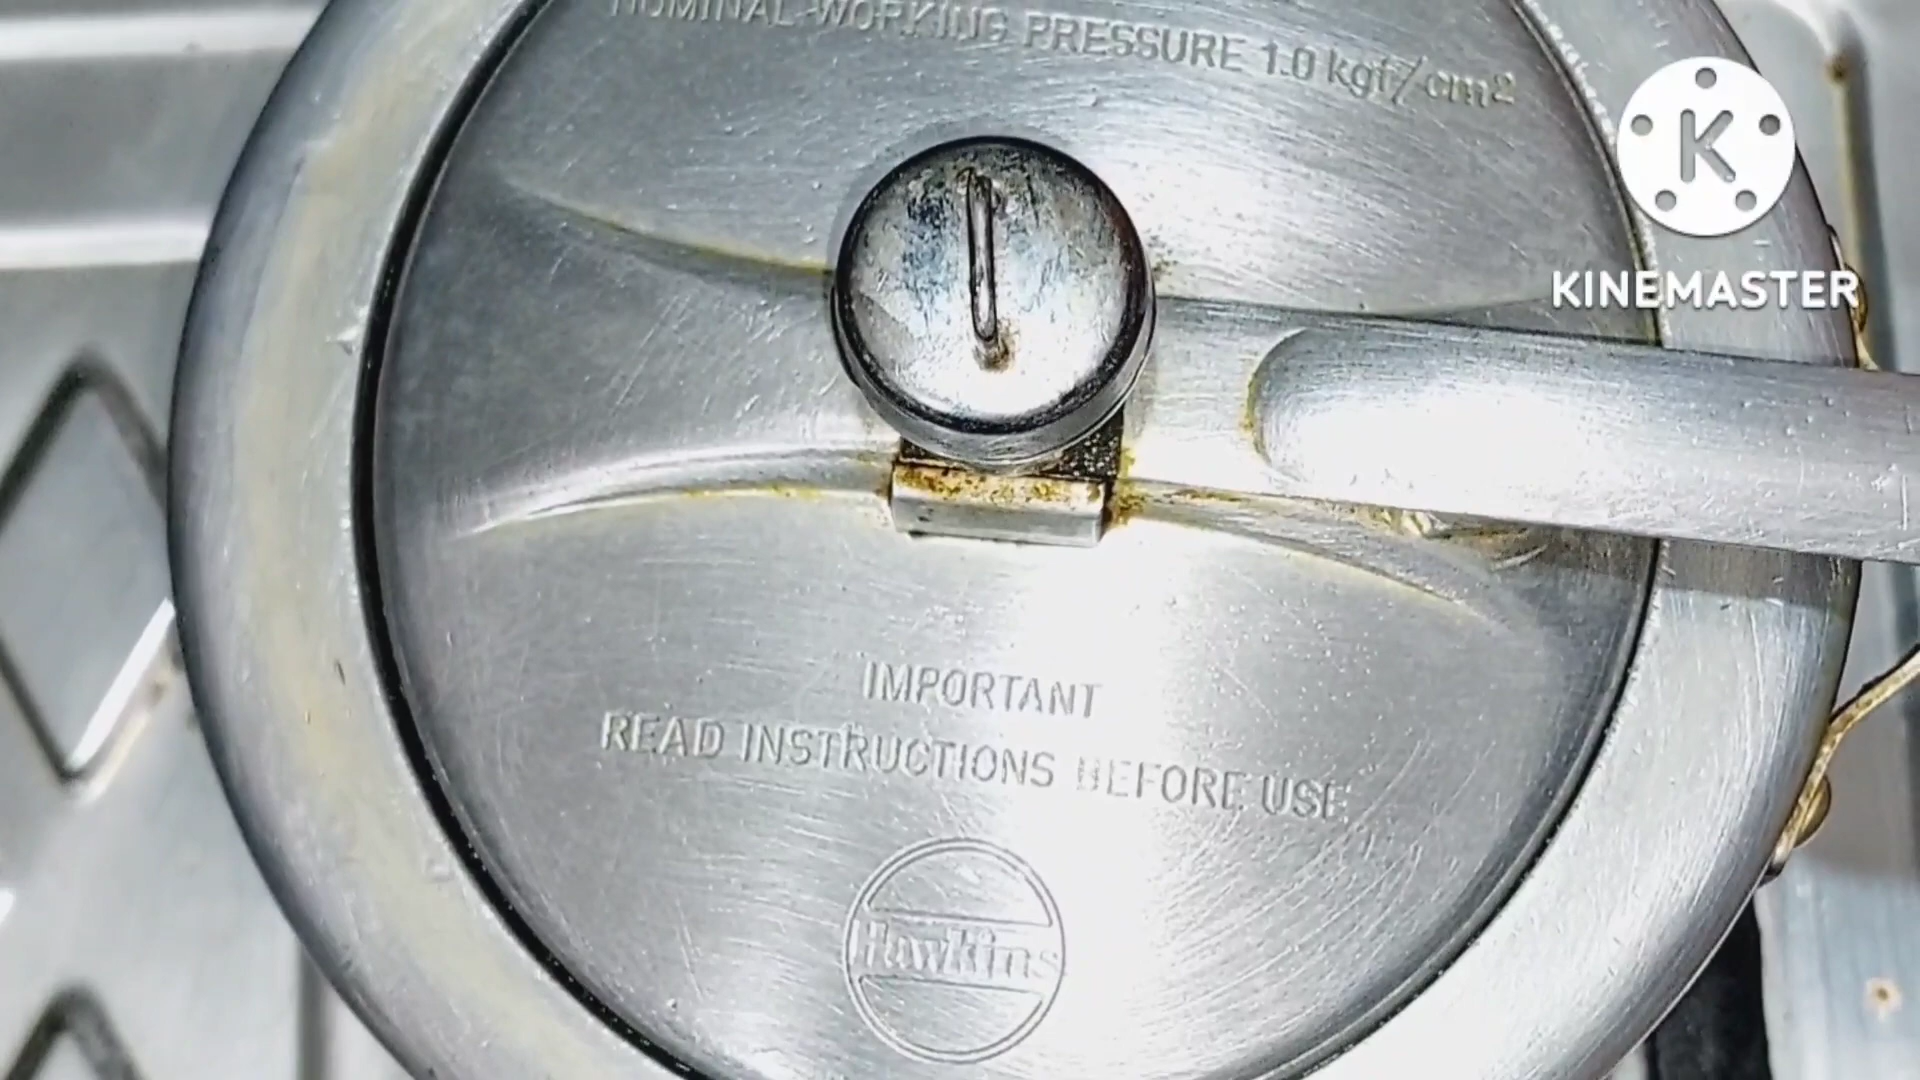 NOMINAL WORKING PRESSURE 1.0 kgf/cm²
K
KINEMASTER
IMPORTANT
READ INSTRUCTIONS BEFORE USE
Hawkins